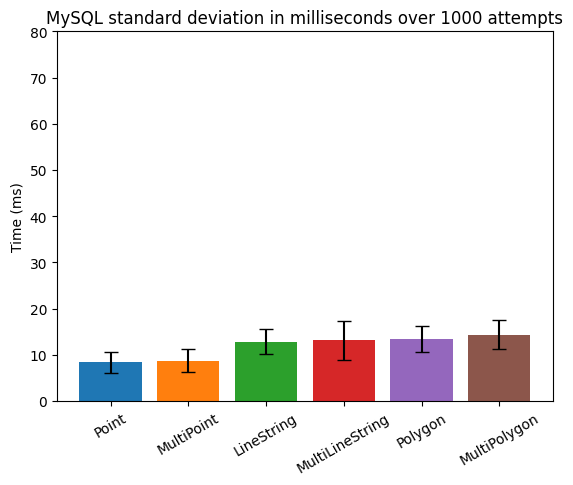 MySQL standard deviation in milliseconds over 1000 attempts
80
70
60
50
40
30
20
10
0
Time (ms)
Point
MultiPoint
LineString
MultiLineString
Polygon
MultiPolygon